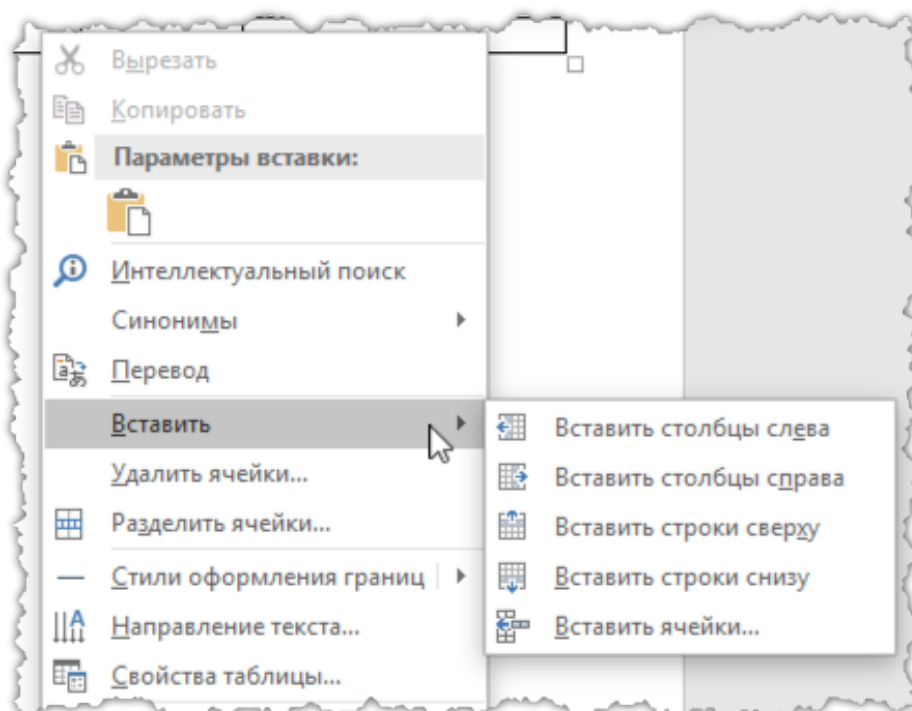 Вырезать
Копировать
Параметры вставки:
Интеллектуальный поиск
Синонимы
Перевод
Вставить
Удалить ячейки...
Разделить ячейки...
Стили оформления границ
Направление текста...
Свойства таблицы...
Вставить столбцы слева
Вставить столбцы справа
Вставить строки сверху
Вставить строки снизу
Вставить ячейки...